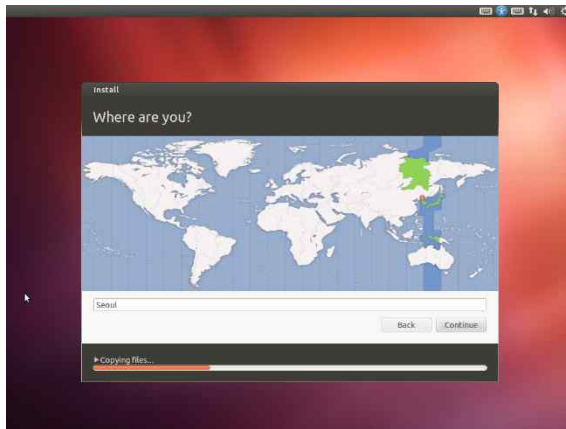 Install
Where are you?
Seoul
Back Continue
Copying files...